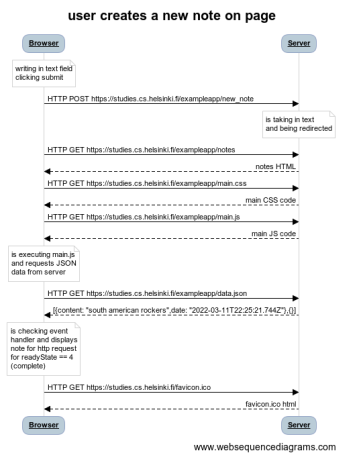 user creates a new note on page
Browser
Server
writing in text field
clicking submit
HTTP POST https://studies.cs.helsinki.fi/exampleapp/new_note
is taking in text
and being redirected
HTTP GET https://studies.cs.helsinki.fi/exampleapp/notes
notes HTML
HTTP GET https://studies.cs.helsinki.fi/exampleapp/main.css
main CSS code
HTTP GET https://studies.cs.helsinki.fi/exampleapp/main.js
main JS code
is executing main.js
and requests JSON
data from server
HTTP GET https://studies.cs.helsinki.fi/exampleapp/data.json
[{content: "south american rockers",date: "2022-03-11T22:25:21.744Z"},{}]
is checking event
handler and displays
note for http request
for readyState == 4
(complete)
HTTP GET https://studies.cs.helsinki.fi/favicon.ico
favicon.ico html
Browser
Server
www.websequencediagrams.com